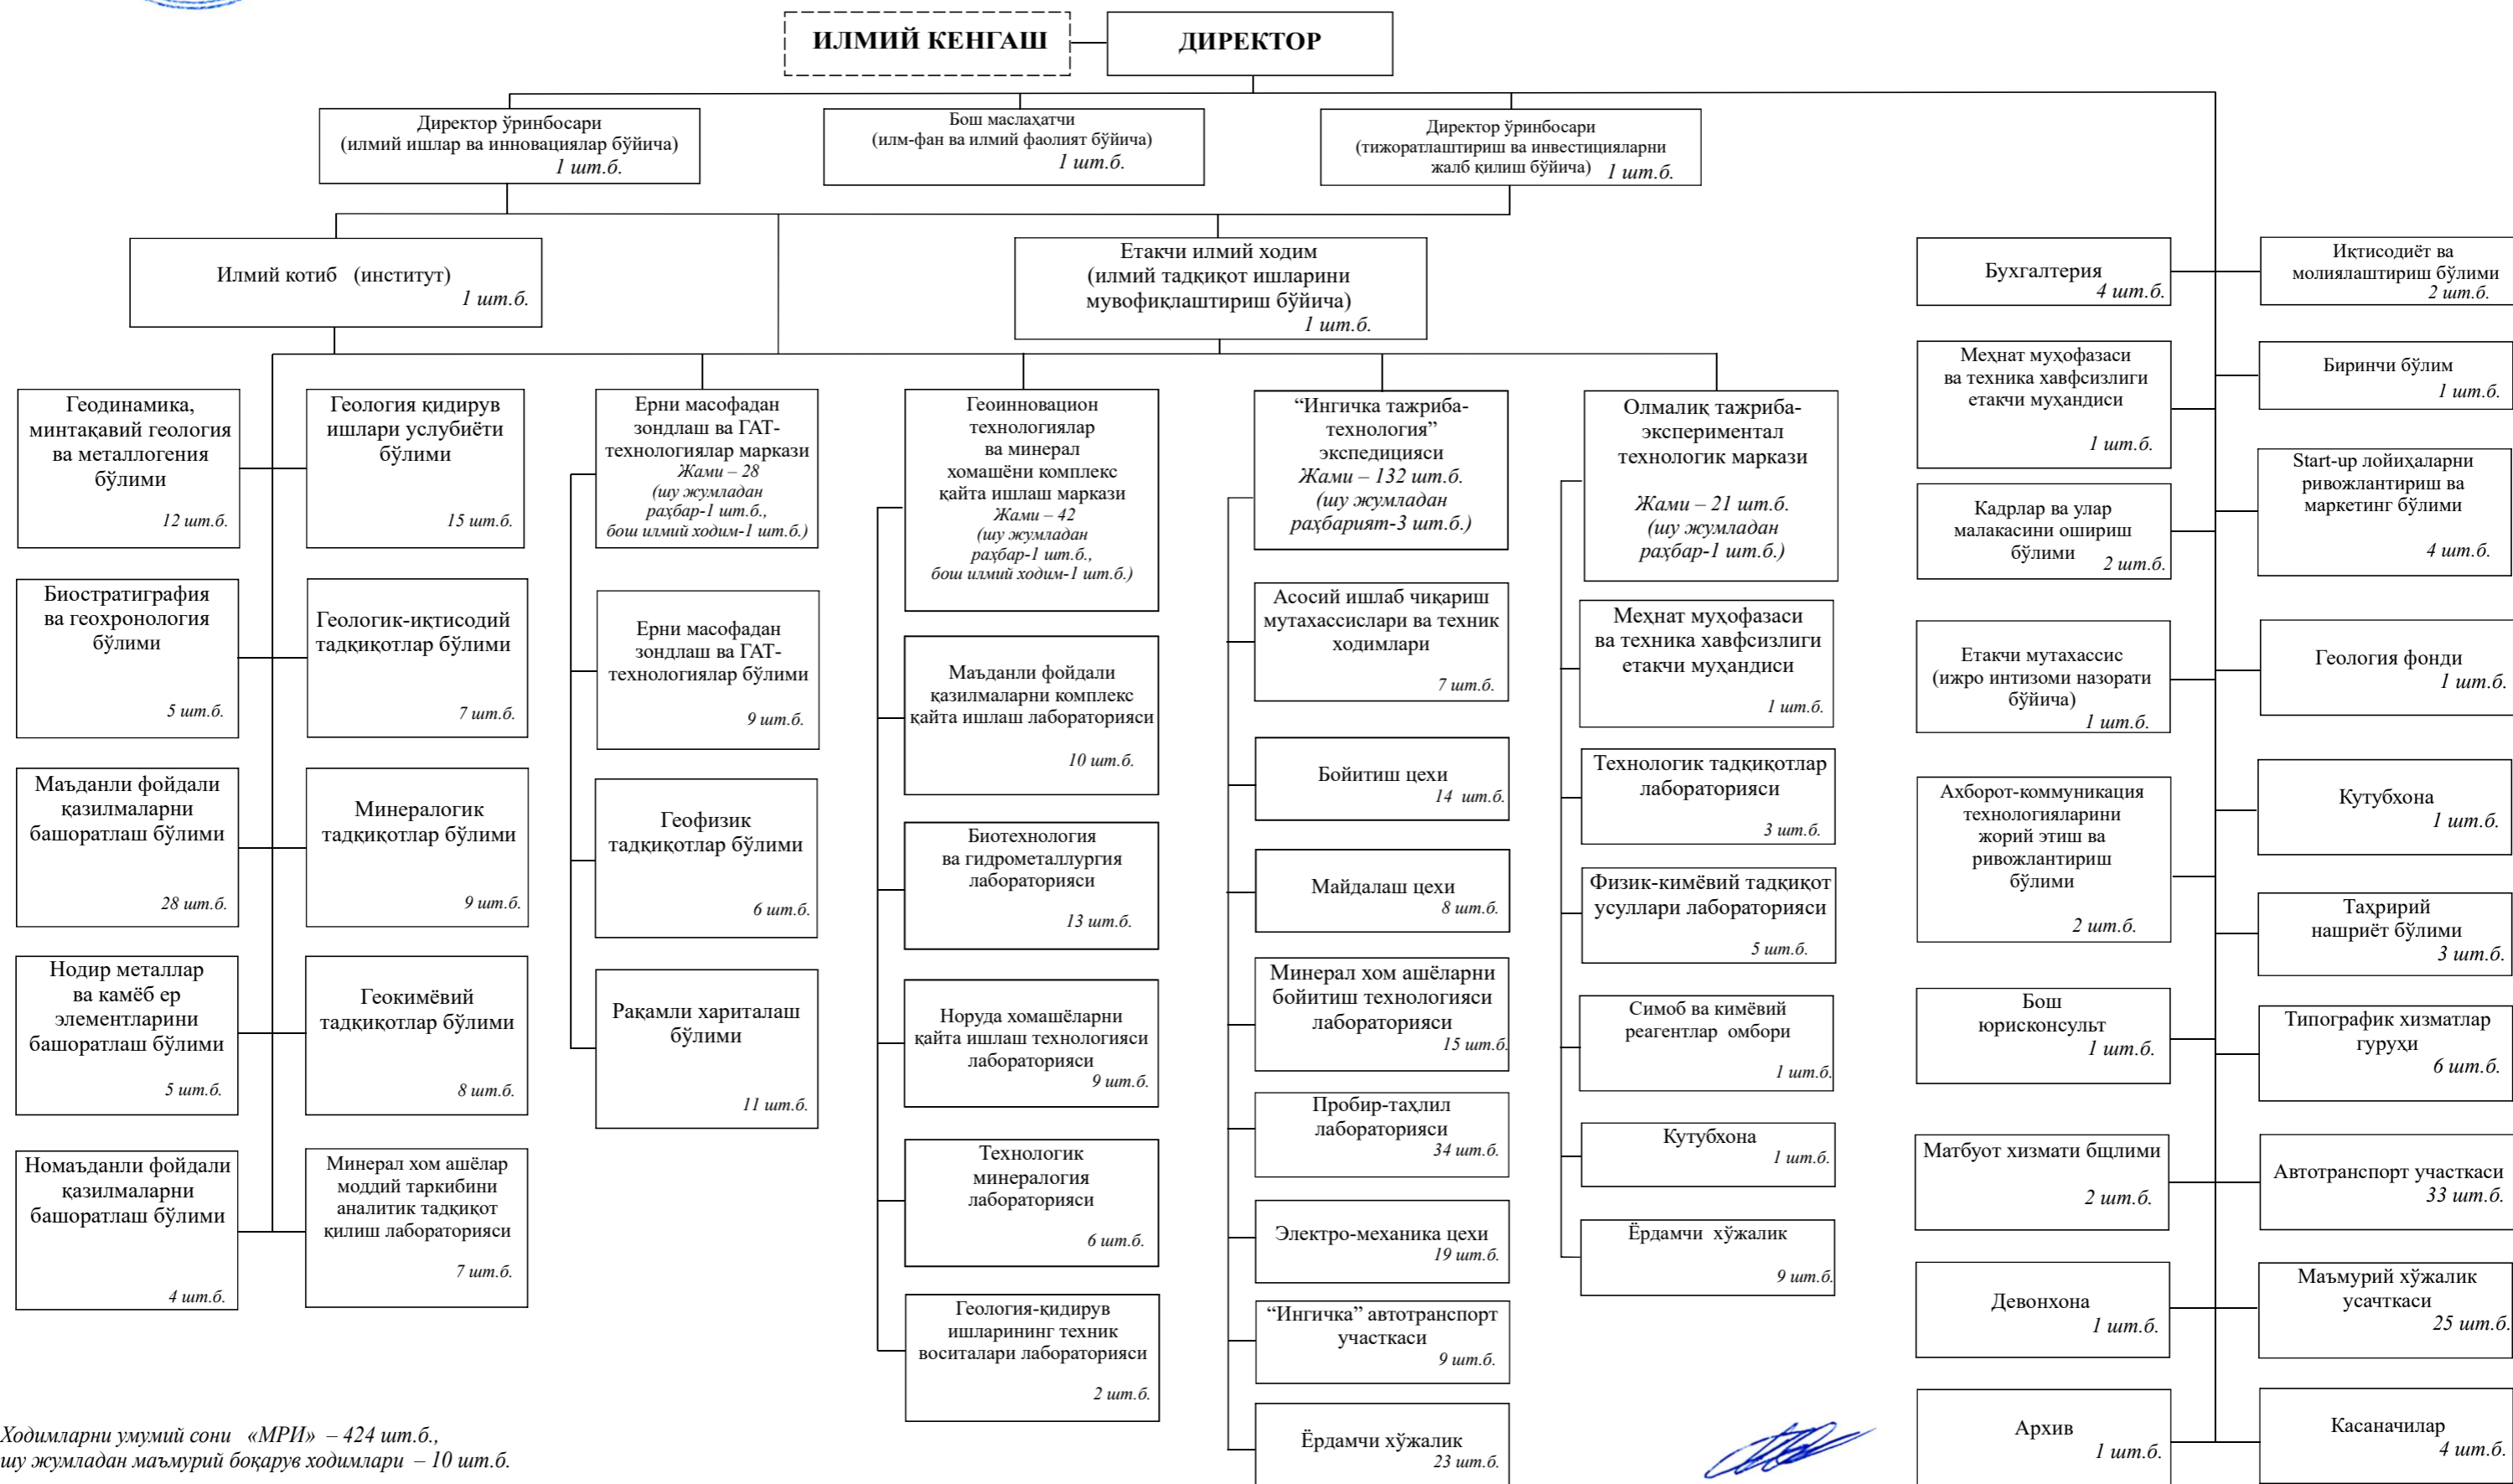 ИЛМИЙ КЕНГАШ
ДИРЕКТОР
Директор ўринбосари
(илмий ишлар ва инновациялар бўйича)
1 шт.б.
Бош маслаҳатчи
(илм-фан ва илмий фаолият бўйича)
1 шт.б.
Директор ўринбосари
(тижоратлаштириш ва инвестицияларни
жалб қилиш бўйича) 1 шт.б.
Илмий котиб (институт)
1 шт.б.
Етакчи илмий ходим
(илмий тадқиқот ишларини
мувофиқлаштириш бўйича)
1 шт.б.
Геодинамика,
минтақавий геология
ва металлогения
бўлими
12 шт.б.
Геология қидирув
ишлари услубиёти
бўлими
15 шт.б.
Биостратиграфия
ва геохронология
бўлими
5 шт.б.
Геологик-иқтисодий
тадқиқотлар бўлими
7 шт.б.
Маъданли фойдали
қазилмаларни
башоратлаш бўлими
28 шт.б.
Минералогик
тадқиқотлар бўлими
9 шт.б.
Нодир металлар
ва камёб ер
элементларини
башоратлаш бўлими
5 шт.б.
Геокимёвий
тадқиқотлар бўлими
8 шт.б.
Номаъданли фойдали
қазилмаларни
башоратлаш бўлими
4 шт.б.
Минерал хом ашёлар
моддий таркибини
аналитик тадқиқот
қилиш лабораторияси
7 шт.б.
Ерни масофадан
зондлаш ва ГАТ-
технологиялар маркази
Жами – 28
(шу жумладан
раҳбар-1 шт.б.,
бош илмий ходим-1 шт.б.)
Ерни масофадан
зондлаш ва ГАТ-
технологиялар бўлими
9 шт.б.
Геофизик
тадқиқотлар бўлими
6 шт.б.
Рақамли хариталаш
бўлими
11 шт.б.
Геоинновацион
технологиялар
ва минерал
хомашёни комплекс
қайта ишлаш маркази
Жами – 42
(шу жумладан
раҳбар-1 шт.б.,
бош илмий ходим-1 шт.б.)
Маъданли фойдали
қазилмаларни комплекс
қайта ишлаш лабораторияси
10 шт.б.
Биотехнология
ва гидрометаллургия
лабораторияси
13 шт.б.
Норуда хомашёларни
қайта ишлаш технологияси
лабораторияси
9 шт.б.
Технологик
минералогия
лабораторияси
6 шт.б.
Геология-қидирув
ишларининг техник
воситалари лабораторияси
2 шт.б.
“Ингичка тажриба-
технология”
экспедицияси
Жами – 132 шт.б.
(шу жумладан
раҳбарият-3 шт.б.)
Асосий ишлаб чиқариш
мутахассислари ва техник
ходимлари
7 шт.б.
Бойитиш цехи
14 шт.б.
Майдалаш цехи
8 шт.б.
Минерал хом ашёларни
бойитиш технологияси
лабораторияси
15 шт.б.
Пробир-таҳлил
лабораторияси
34 шт.б.
Электро-механика цехи
19 шт.б.
“Ингичка” автотранспорт
участкаси
9 шт.б.
Ёрдамчи хўжалик
23 шт.б.
Олмалиқ тажриба-
экспериментал
технологик маркази
Жами – 21 шт.б.
(шу жумладан
раҳбар-1 шт.б.)
Меҳнат муҳофазаси
ва техника хавфсизлиги
етакчи муҳандиси
1 шт.б.
Технологик тадқиқотлар
лабораторияси
3 шт.б.
Физик-кимёвий тадқиқот
усуллари лабораторияси
5 шт.б.
Симоб ва кимёвий
реагентлар омбори
1 шт.б.
Кутубхона
1 шт.б.
Ёрдамчи хўжалик
9 шт.б.
Бухгалтерия
4 шт.б.
Иқтисодиёт ва
молиялаштириш бўлими
2 шт.б.
Меҳнат муҳофазаси
ва техника хавфсизлиги
етакчи муҳандиси
1 шт.б.
Биринчи бўлим
1 шт.б.
Кадрлар ва улар
малакасини ошириш
бўлими
2 шт.б.
Start-up лойиҳаларни
ривожлантириш ва
маркетинг бўлими
4 шт.б.
Етакчи мутахассис
(ижро интизоми назорати
бўйича)
1 шт.б.
Геология фонди
1 шт.б.
Ахборот-коммуникация
технологияларини
жорий этиш ва
ривожлантириш
бўлими
2 шт.б.
Кутубхона
1 шт.б.
Таҳририй
нашриёт бўлими
3 шт.б.
Бош
юрисконсульт
1 шт.б.
Типографик хизматлар
гуруҳи
6 шт.б.
Матбуот хизмати бщлими
2 шт.б.
Автотранспорт участкаси
33 шт.б.
Девонхона
1 шт.б.
Маъмурий хўжалик
усачткаси
25 шт.б.
Архив
1 шт.б.
Касаначилар
4 шт.б.
Ходимларни умумий сони «МРИ» – 424 шт.б.,
шу жумладан маъмурий боқарув ходимлари – 10 шт.б.